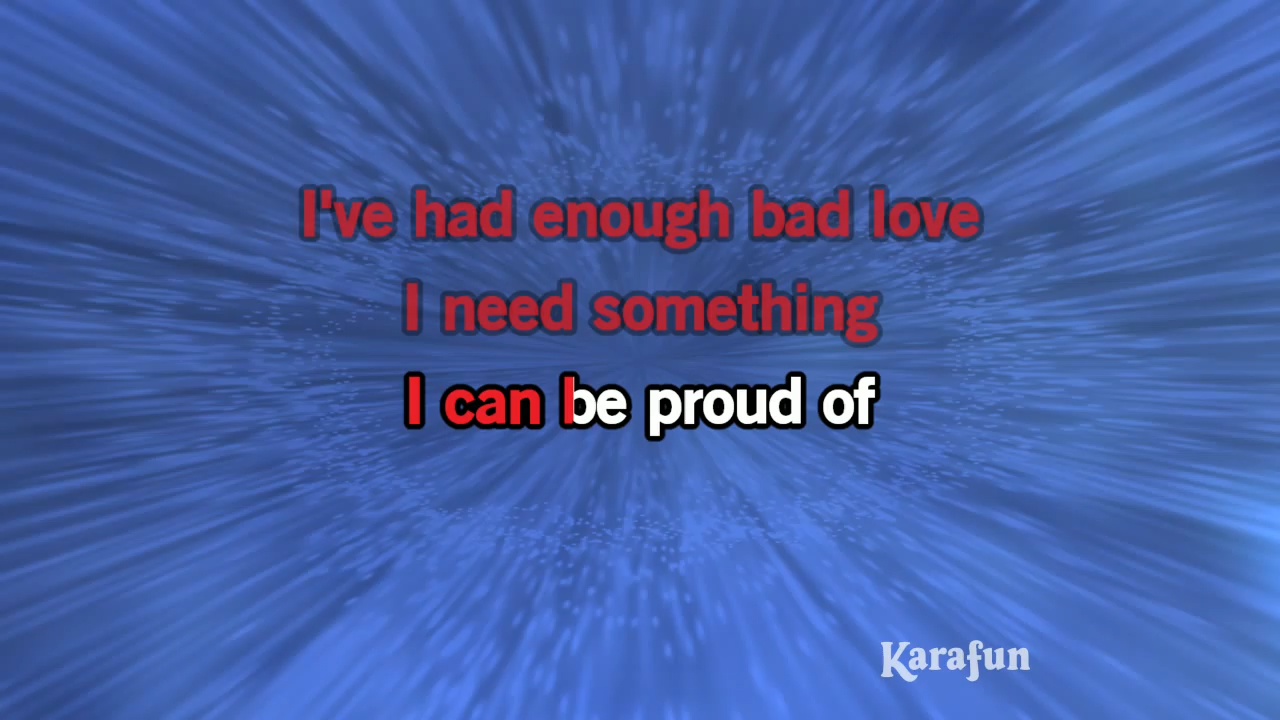 I've had enough bad love
I need something
I can be proud of
Karafun